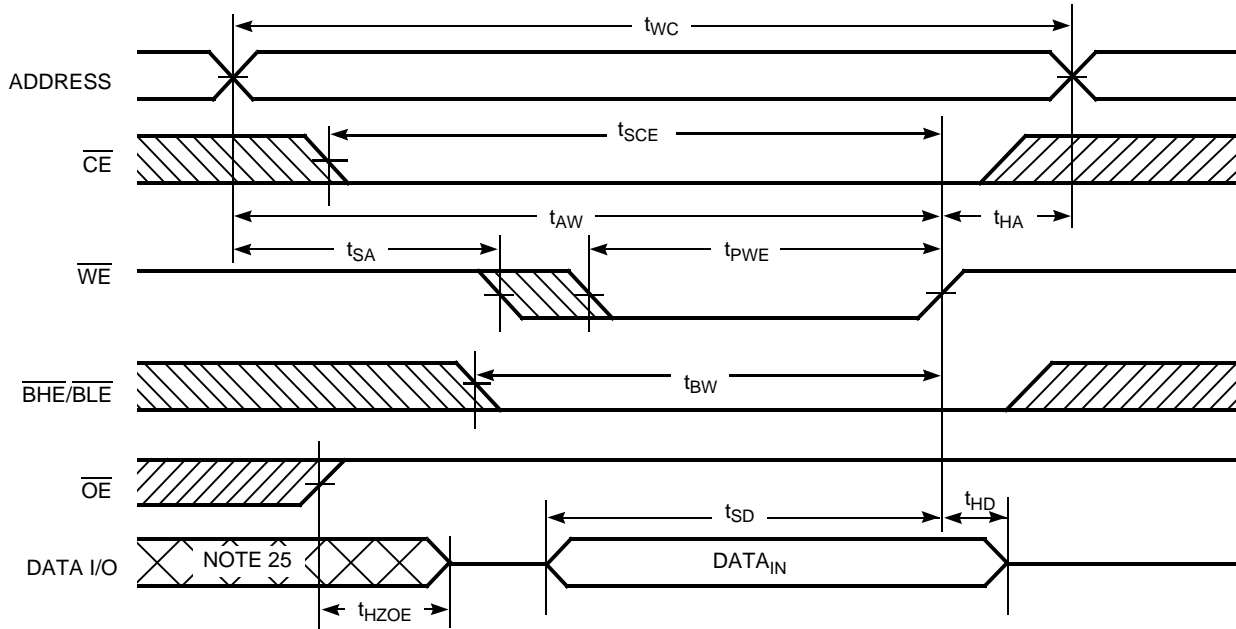 tWC
ADDRESS
tSCE
CE
tAW
tHA
tSA
tPWE
WE
tBW
BHE/BLE
OE
tSD
tHD
DATA I/O
NOTE 25
DATAIN
tHZOE